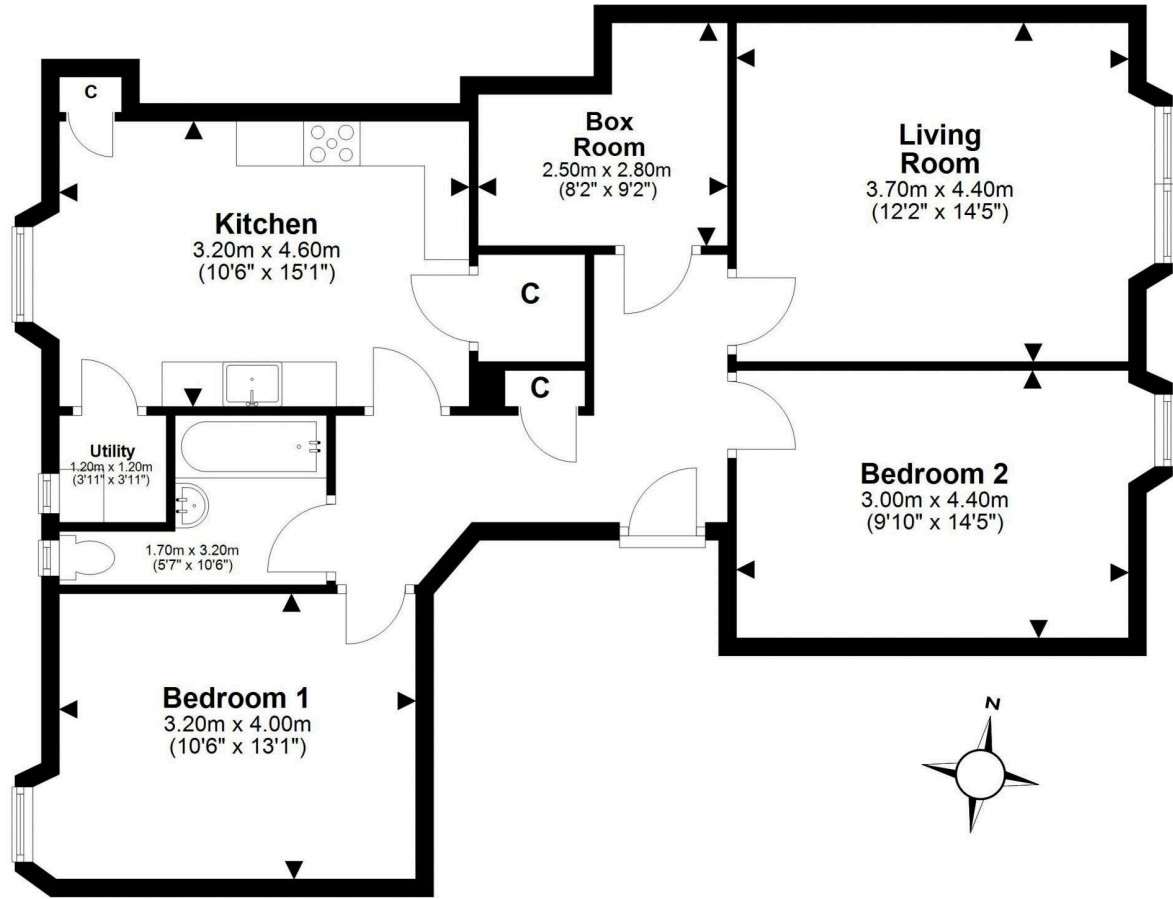 C
Kitchen
3.20m x 4.60m
(10'6" x 15'1")
Box
Room
2.50m x 2.80m
(8'2" x 9'2")
Living
Room
3.70m x 4.40m
(12'2" x 14'5")
C
C
Utility
1.20m x 1.20m
(3'11" x 3'11")
1.70m x 3.20m
(5'7" x 10'6")
Bedroom 2
3.00m x 4.40m
(9'10" x 14'5")
Bedroom 1
3.20m x 4.00m
(10'6" x 13'1")
N